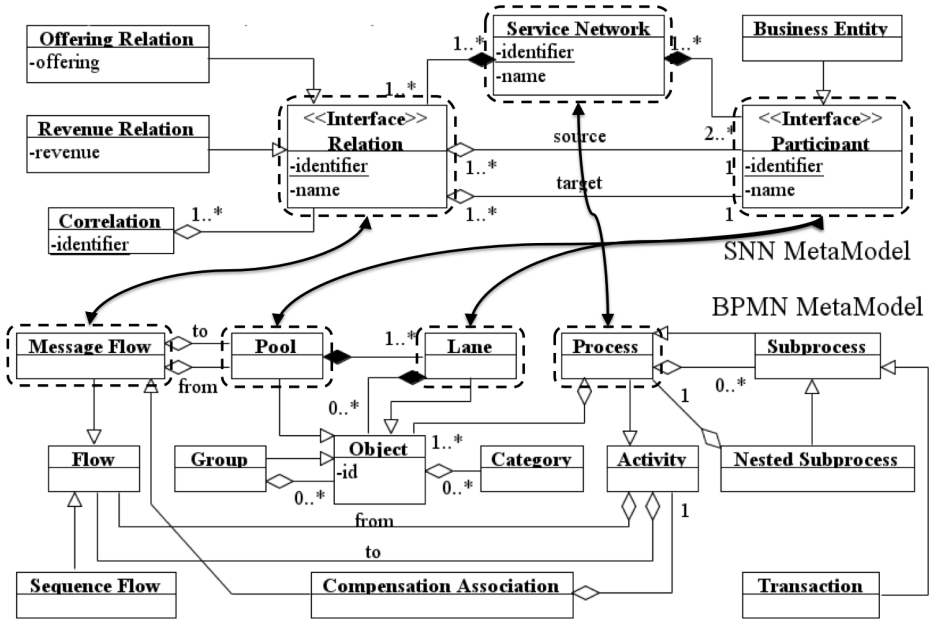 Offering Relation
-offering
Revenue Relation
-revenue
Correlation
-identifier
1..*
<<Interface>>
Relation
-identifier
-name
1..*
1..*
Service Network
-identifier
-name
1..*
Business Entity
<<Interface>>
Participant
-identifier
-name
2..*
source
1..*
1
target
1..*
1
SNN MetaModel
BPMN MetaModel
Message Flow
to
from
Pool
1..*
Lane
0..*
Process
Subprocess
0..*
1
Flow
Group
0..*
Object
-id
1..*
0..*
Category
Activity
1
Nested Subprocess
from
to
Sequence Flow
Compensation Association
Transaction